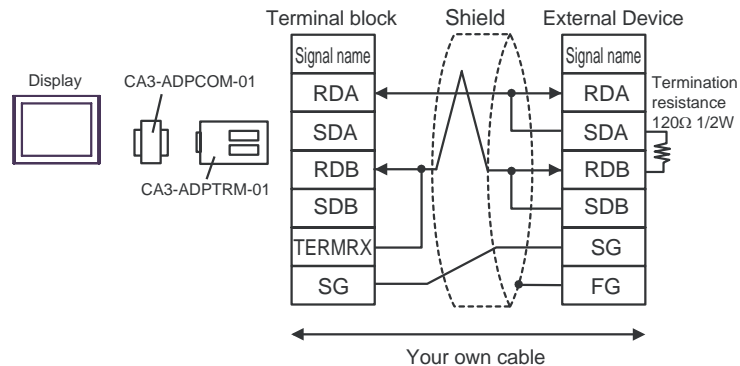 Terminal block
Shield
External Device
Display
CA3-ADPCOM-01
CA3-ADPTRM-01
Signal name
RDA
SDA
RDB
SDB
TERMRX
SG
Signal name
RDA
SDA
RDB
SDB
SG
FG
Termination
resistance
120Ω 1/2W
Your own cable